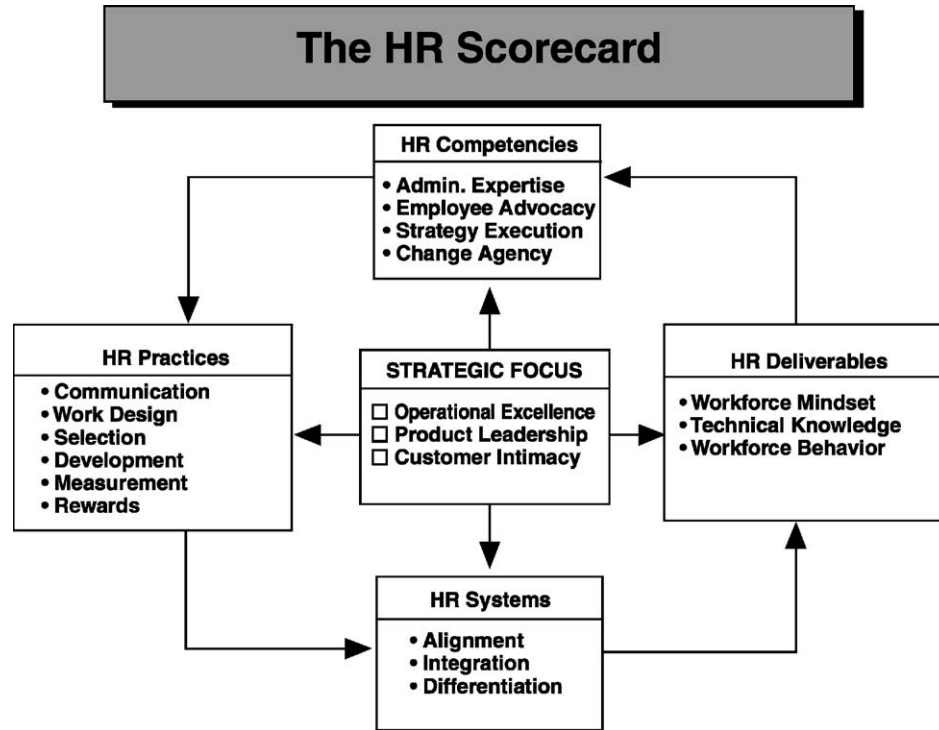 The HR Scorecard
HR Competencies
• Admin. Expertise
• Employee Advocacy
• Strategy Execution
• Change Agency
HR Practices
• Communication
• Work Design
• Selection
• Development
• Measurement
• Rewards
STRATEGIC FOCUS
□ Operational Excellence
□ Product Leadership
□ Customer Intimacy
HR Deliverables
• Workforce Mindset
• Technical Knowledge
• Workforce Behavior
HR Systems
• Alignment
• Integration
• Differentiation